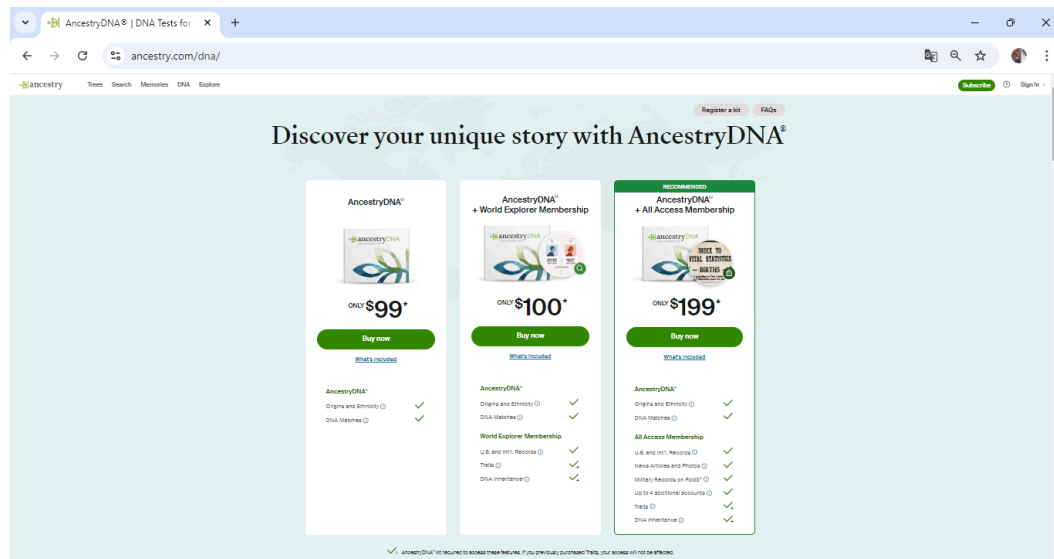 AncestryDNA® | DNA Tests for
ancestry.com/dna/
ancestry
Trees Search Memories DNA Explore
Subscribe
Sign In
Register a kit
FAQs
Discover your unique story with AncestryDNA®
AncestryDNA®
ancestryDNA
ONLY $99*
Buy now
What's included
AncestryDNA®
Origins and Ethnicity
DNA Matches
AncestryDNA®
+ World Explorer Membership
ancestryDNA
ONLY $100*
Buy now
What's included
AncestryDNA®
Origins and Ethnicity
DNA Matches
World Explorer Membership
U.S. and Int'l. Records
Traits
DNA Inheritance
RECOMMENDED
AncestryDNA®
+ All Access Membership
ancestryDNA
INDEX TO
VITAL STATISTICS
BIRTHS
ONLY $199*
Buy now
What's included
AncestryDNA®
Origins and Ethnicity
DNA Matches
All Access Membership
U.S. and Int'l. Records
News Articles and Photos
Military Records on Fold3®
Up to 4 additional accounts
Traits
DNA Inheritance
AncestryDNA® kit required to access these features. If you previously purchased Traits, your access will not be affected.